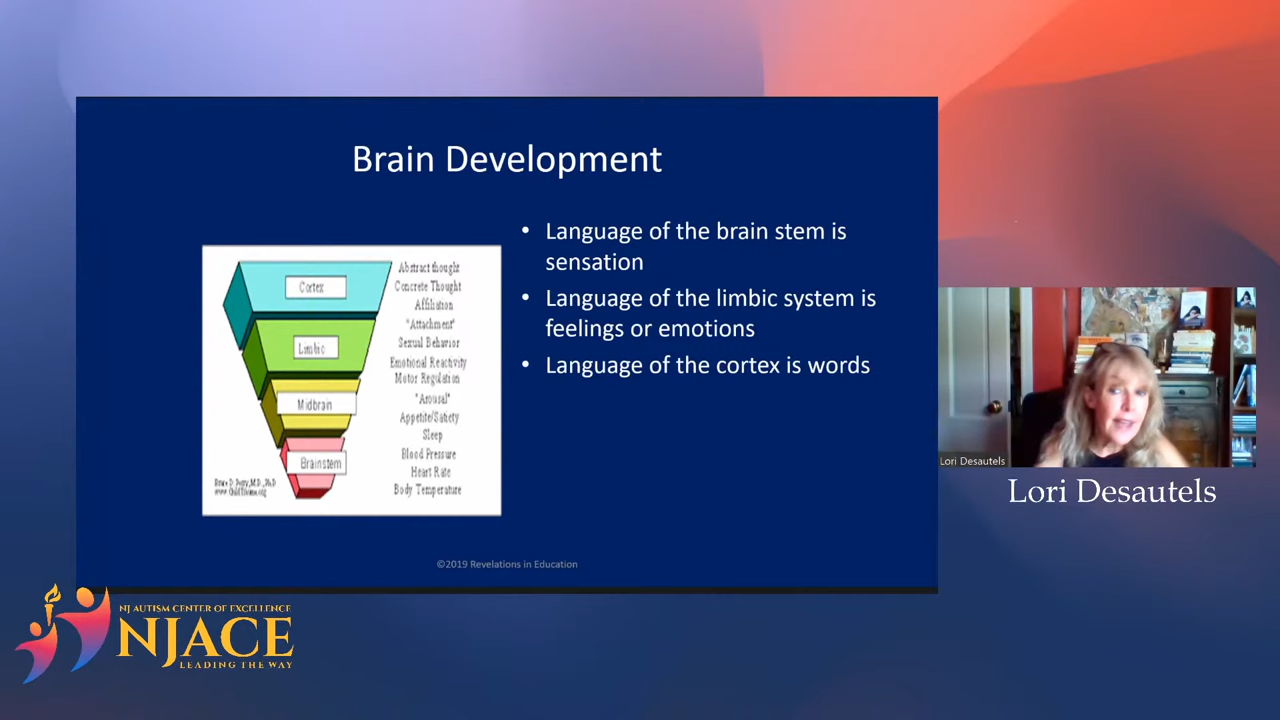 Brain Development
Cortex
Limbic
Midbrain
Brainstem
Abstract thought
Concrete Thought
Affiliation
"Attachment"
Sexual Behavior
Emotional Reactivity
Motor Regulation
"Arousal"
Appetite/Satiety
Sleep
Blood Pressure
Heart Rate
Body Temperature
Bruce D. Perry, M.D., Ph.D
• Language of the brain stem is
sensation
• Language of the limbic system is
feelings or emotions
• Language of the cortex is words
©2019 Revelations in Education
Lori Desautels
Lori Desautels
NJ AUTISM CENTER OF EXCELLENCE
NJACE
LEADING THE WAY